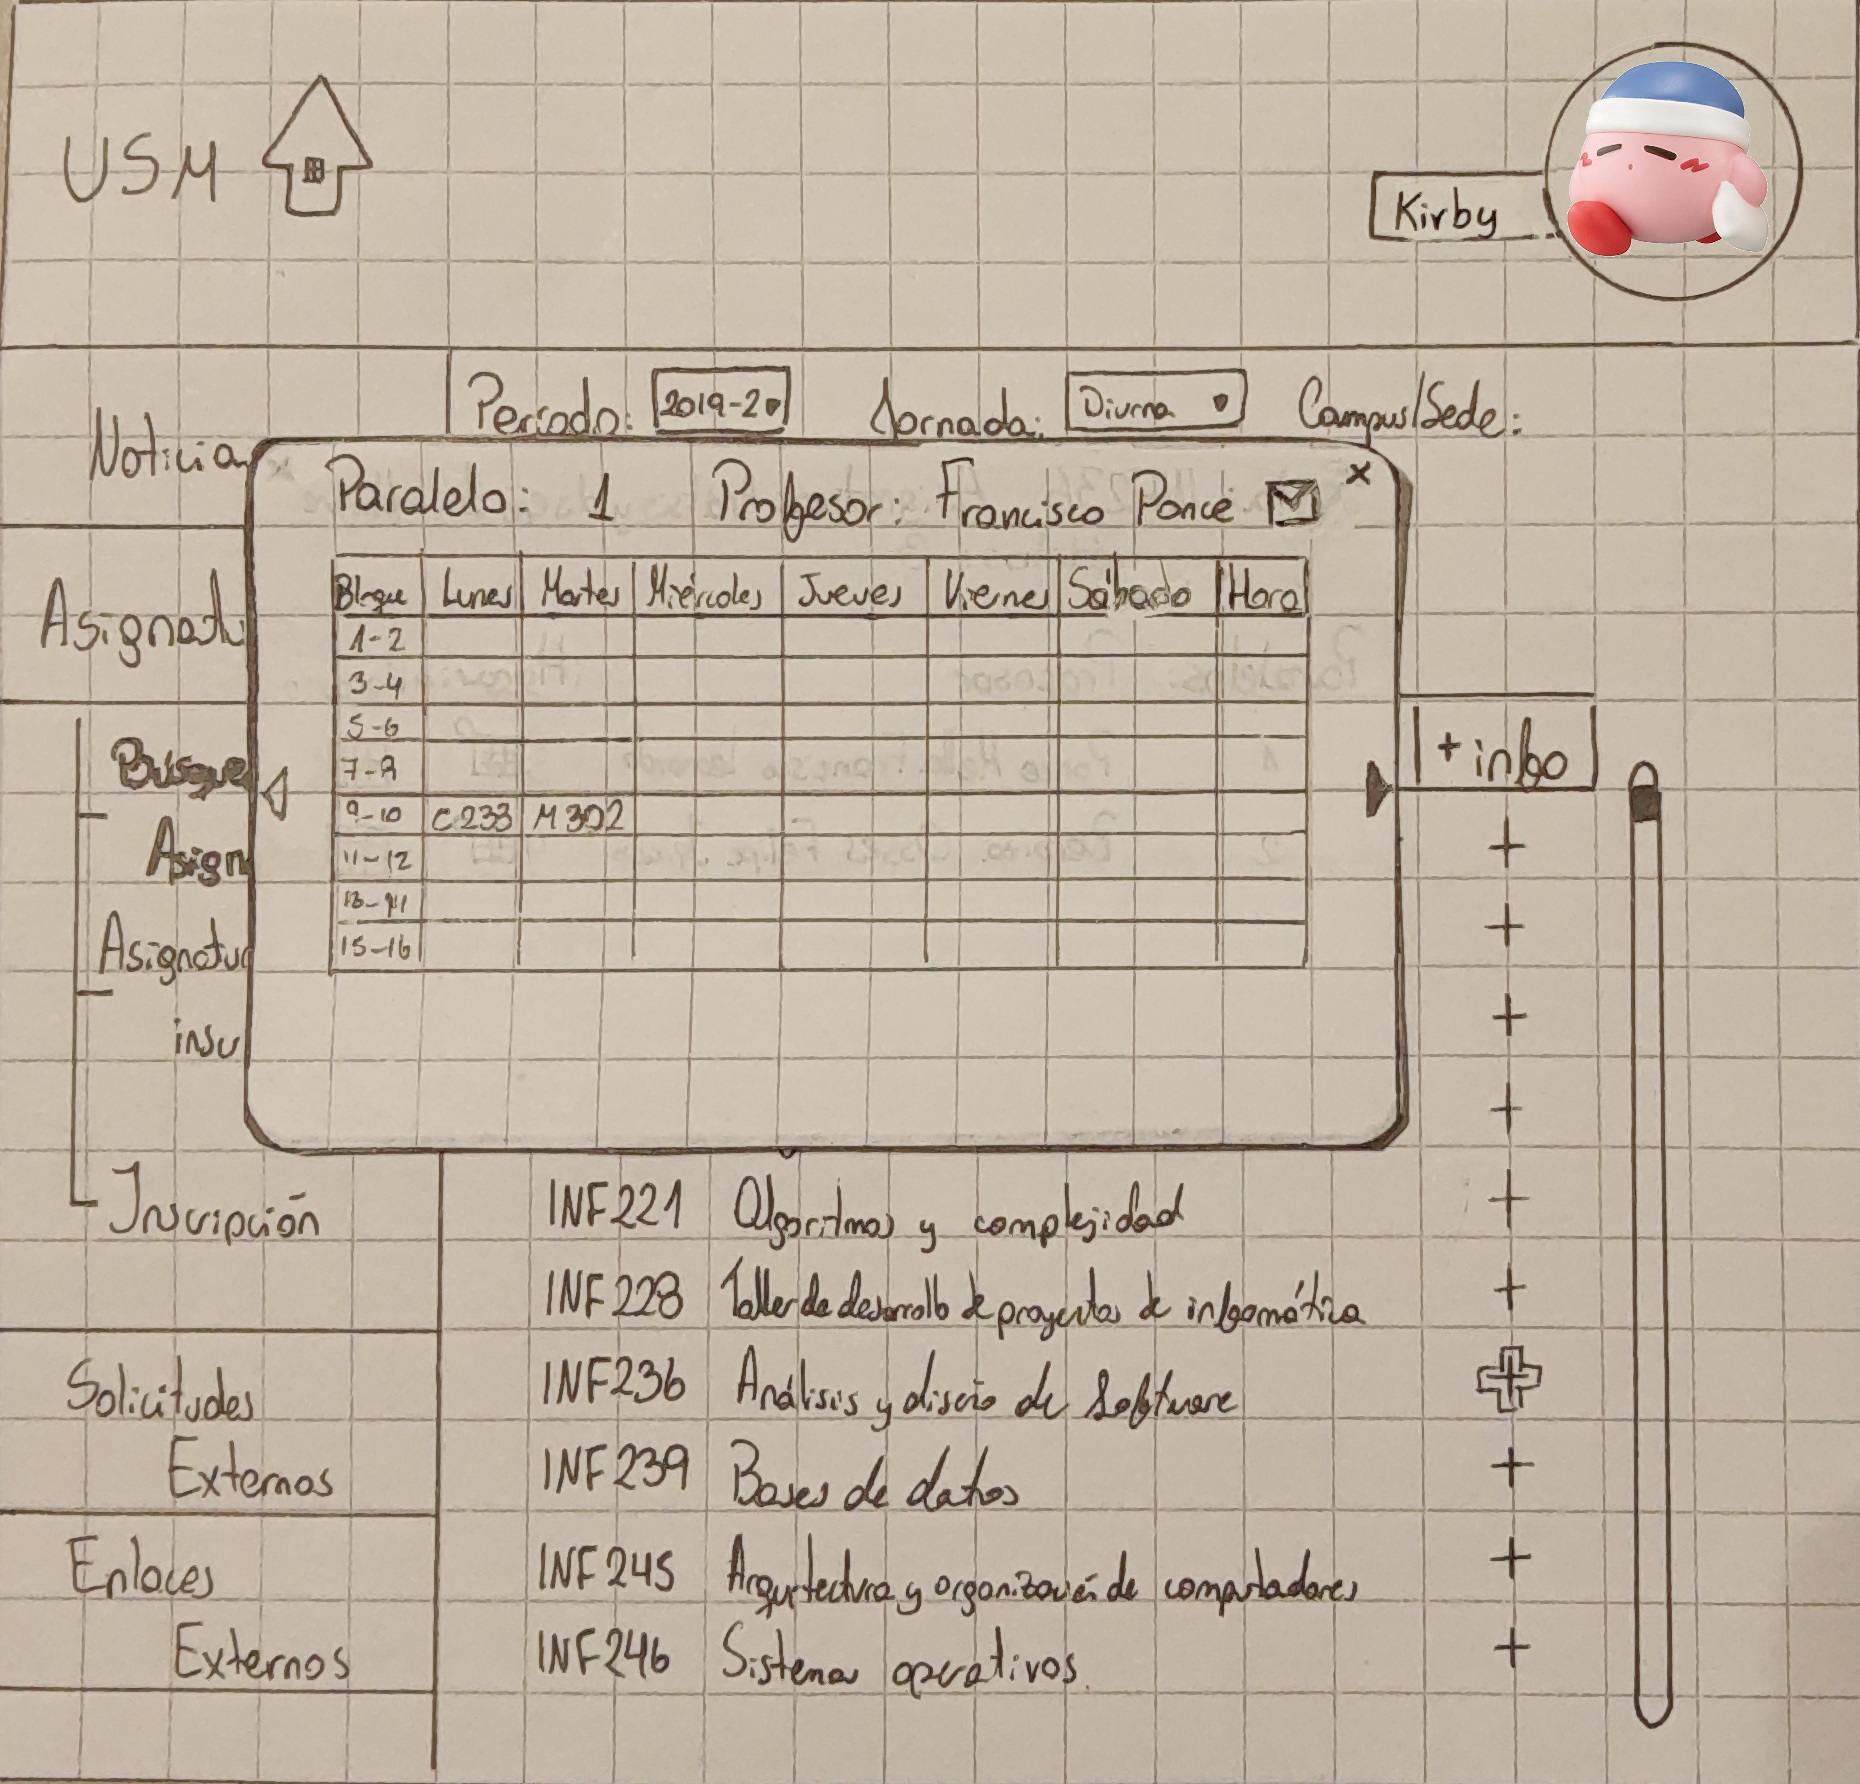 USM
Kirby
Período: 2019-2 Jornada: Diurna Campus/Sede:
Noticia
Asignatu
Busque
Asign
Asignatur
Inscripción
Solicitudes
Externos
Enlaces
Externos
Paralelo: 1 Profesor: Francisco Ponce x
Bloque Lunes Martes Miércoles Jueves Viernes Sábado Hora
1-2
3-4
5-6
7-8
9-10 C233 M302
11-12
13-14
15-16
+ info
+
+
+
+
INF221 Algoritmos y complejidad +
INF228 Taller de desarrollo de proyectos de informática +
INF236 Análisis y diseño de Software +
INF239 Bases de datos +
INF245 Arquitectura y organización de computadores +
INF246 Sistemas operativos. +